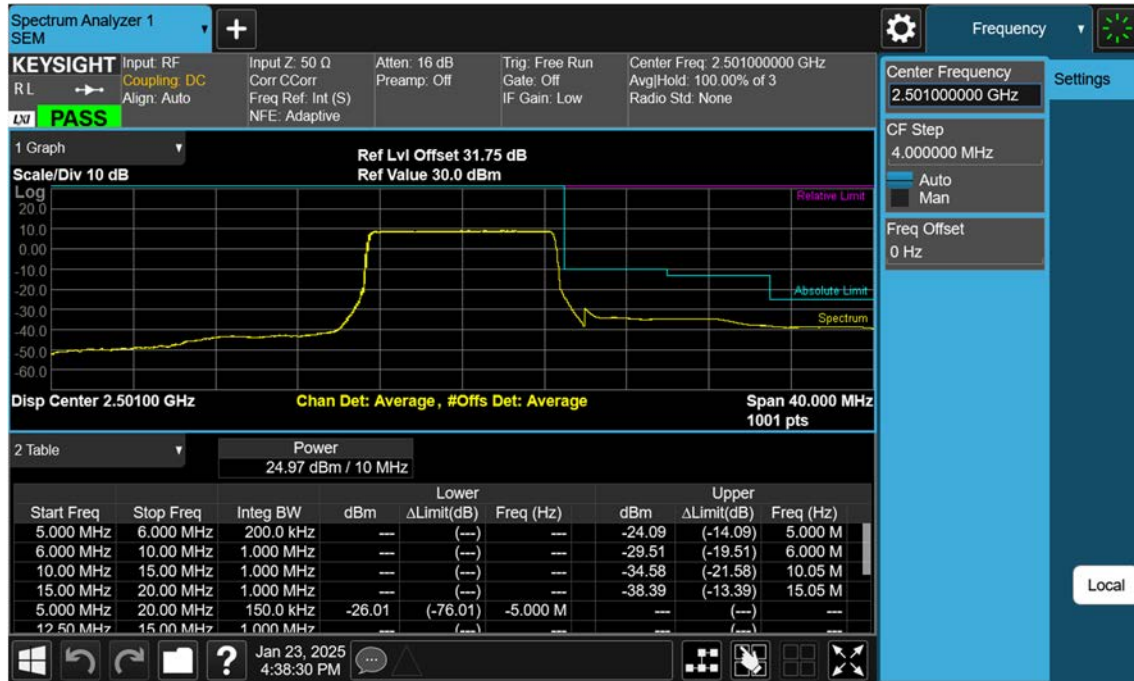 Spectrum Analyzer 1
SEM
Frequency
KEYSIGHT
R L
LXI PASS
Input: RF
Coupling: DC
Align: Auto
Input Z: 50 Ω
Corr CCorr
Freq Ref: Int (S)
NFE: Adaptive
Atten: 16 dB
Preamp: Off
Trig: Free Run
Gate: Off
IF Gain: Low
Center Freq: 2.501000000 GHz
Avg|Hold: 100.00% of 3
Radio Std: None
Center Frequency
2.501000000 GHz
Settings
CF Step
4.000000 MHz
Auto
Man
Freq Offset
0 Hz
Local
1 Graph
Scale/Div 10 dB
Ref Lvl Offset 31.75 dB
Ref Value 30.0 dBm
Log
20.0
10.0
0.00
-10.0
-20.0
-30.0
-40.0
-50.0
-60.0
Relative Limit
Absolute Limit
Spectrum
Disp Center 2.50100 GHz
Chan Det: Average, #Offs Det: Average
Span 40.000 MHz
1001 pts
2 Table
Power
24.97 dBm / 10 MHz
Lower Upper
Start Freq Stop Freq Integ BW dBm ΔLimit(dB) Freq (Hz) dBm ΔLimit(dB) Freq (Hz)
5.000 MHz 6.000 MHz 200.0 kHz --- (---) --- -24.09 (-14.09) 5.000 M
6.000 MHz 10.00 MHz 1.000 MHz --- (---) --- -29.51 (-19.51) 6.000 M
10.00 MHz 15.00 MHz 1.000 MHz --- (---) --- -34.58 (-21.58) 10.05 M
15.00 MHz 20.00 MHz 1.000 MHz --- (---) --- -38.39 (-13.39) 15.05 M
5.000 MHz 20.00 MHz 150.0 kHz -26.01 (-76.01) -5.000 M --- (---) ---
12.50 MHz 15.00 MHz 1.000 MHz --- (---) --- --- (---) ---
Jan 23, 2025
4:38:30 PM